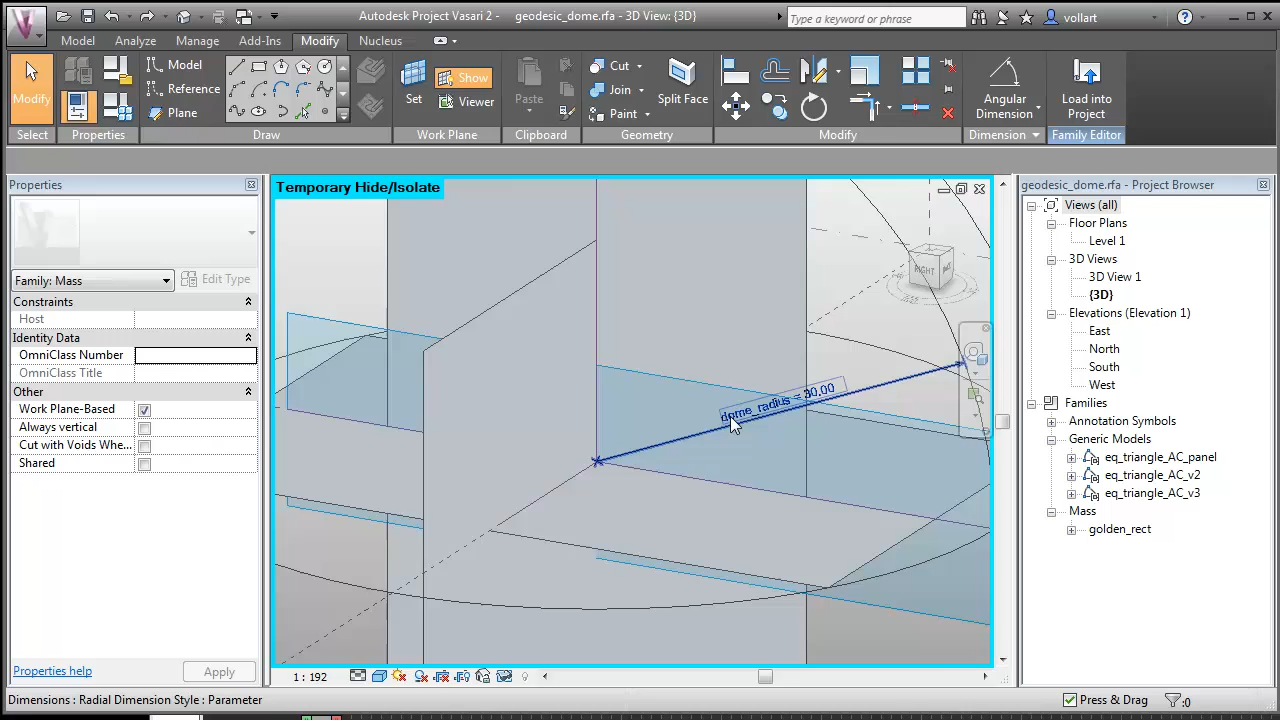 Autodesk Project Vasari 2 - geodesic_dome.rfa - 3D View: {3D}
Type a keyword or phrase
vollart
Model
Analyze
Manage
Add-Ins
Modify
Nucleus
Modify
Select
Properties
Model
Reference
Plane
Draw
Set
Show
Viewer
Work Plane
Paste
Clipboard
Cut
Join
Paint
Split Face
Geometry
Modify
Angular
Dimension
Dimension
Load into
Project
Family Editor
Properties
Family: Mass
Edit Type
Constraints
Host
Identity Data
OmniClass Number
OmniClass Title
Other
Work Plane-Based
Always vertical
Cut with Voids Whe...
Shared
Properties help
Apply
Temporary Hide/Isolate
RIGHT
dome_radius = 30.00
1 : 192
geodesic_dome.rfa - Project Browser
Views (all)
Floor Plans
Level 1
3D Views
3D View 1
{3D}
Elevations (Elevation 1)
East
North
South
West
Families
Annotation Symbols
Generic Models
eq_triangle_AC_panel
eq_triangle_AC_v2
eq_triangle_AC_v3
Mass
golden_rect
Dimensions : Radial Dimension Style : Parameter
Press & Drag
:0